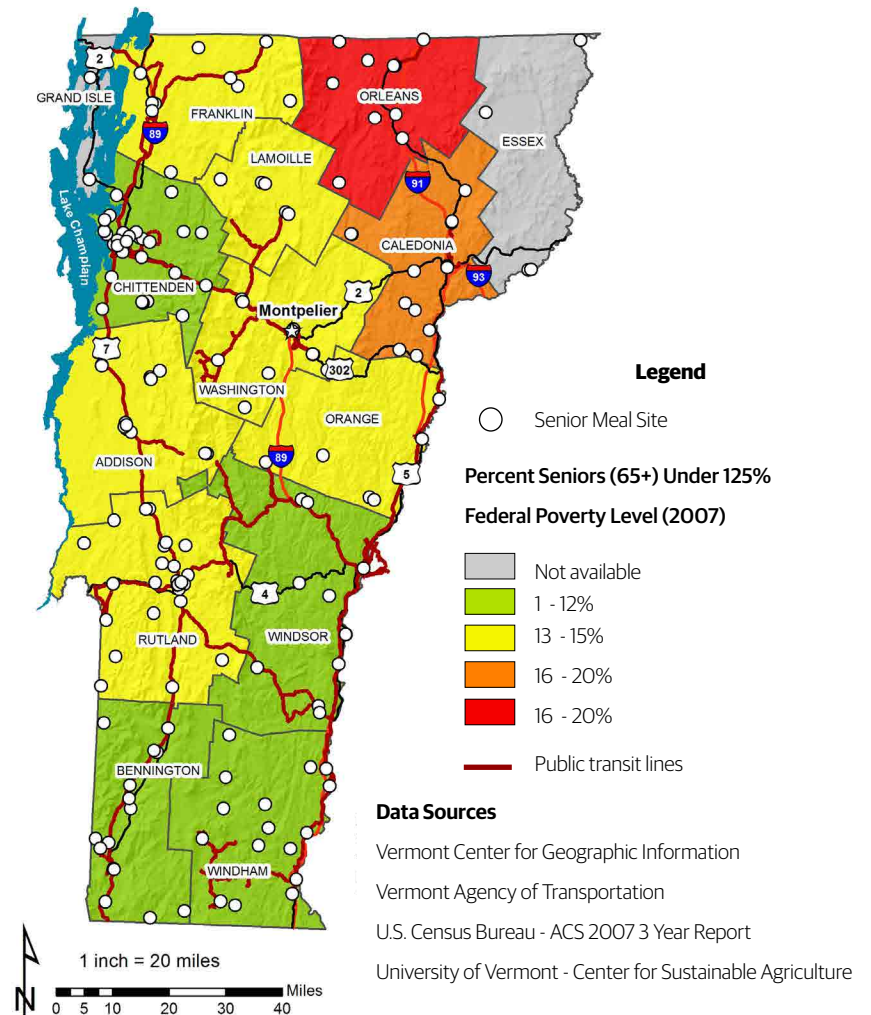 2
GRAND ISLE
FRANKLIN
ORLEANS
ESSEX
89
LAMOILLE
91
Lake Champlain
CALEDONIA
93
CHITTENDEN
2
Montpelier
7
302
WASHINGTON
ORANGE
ADDISON
89
5
4
RUTLAND
WINDSOR
BENNINGTON
WINDHAM
Legend
Senior Meal Site
Percent Seniors (65+) Under 125%
Federal Poverty Level (2007)
Not available
1 - 12%
13 - 15%
16 - 20%
16 - 20%
Public transit lines
Data Sources
Vermont Center for Geographic Information
Vermont Agency of Transportation
U.S. Census Bureau - ACS 2007 3 Year Report
University of Vermont - Center for Sustainable Agriculture
N
1 inch = 20 miles
Miles
0 5 10 20 30 40